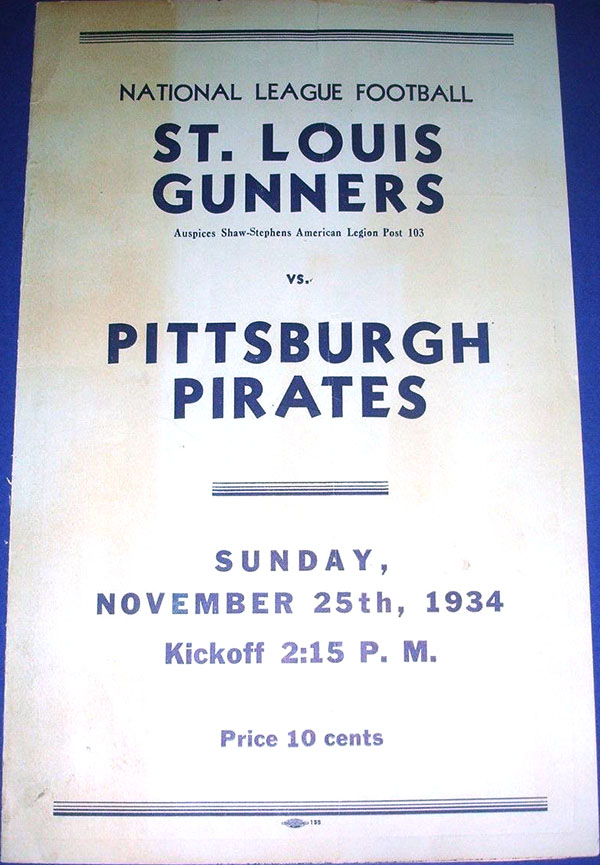 NATIONAL LEAGUE FOOTBALL
ST. LOUIS
GUNNERS
Auspices Shaw-Stephens American Legion Post 103
VS.
PITTSBURGH
PIRATES
SUNDAY,
NOVEMBER 25th, 1934
Kickoff 2:15 P. M.
Price 10 cents
155